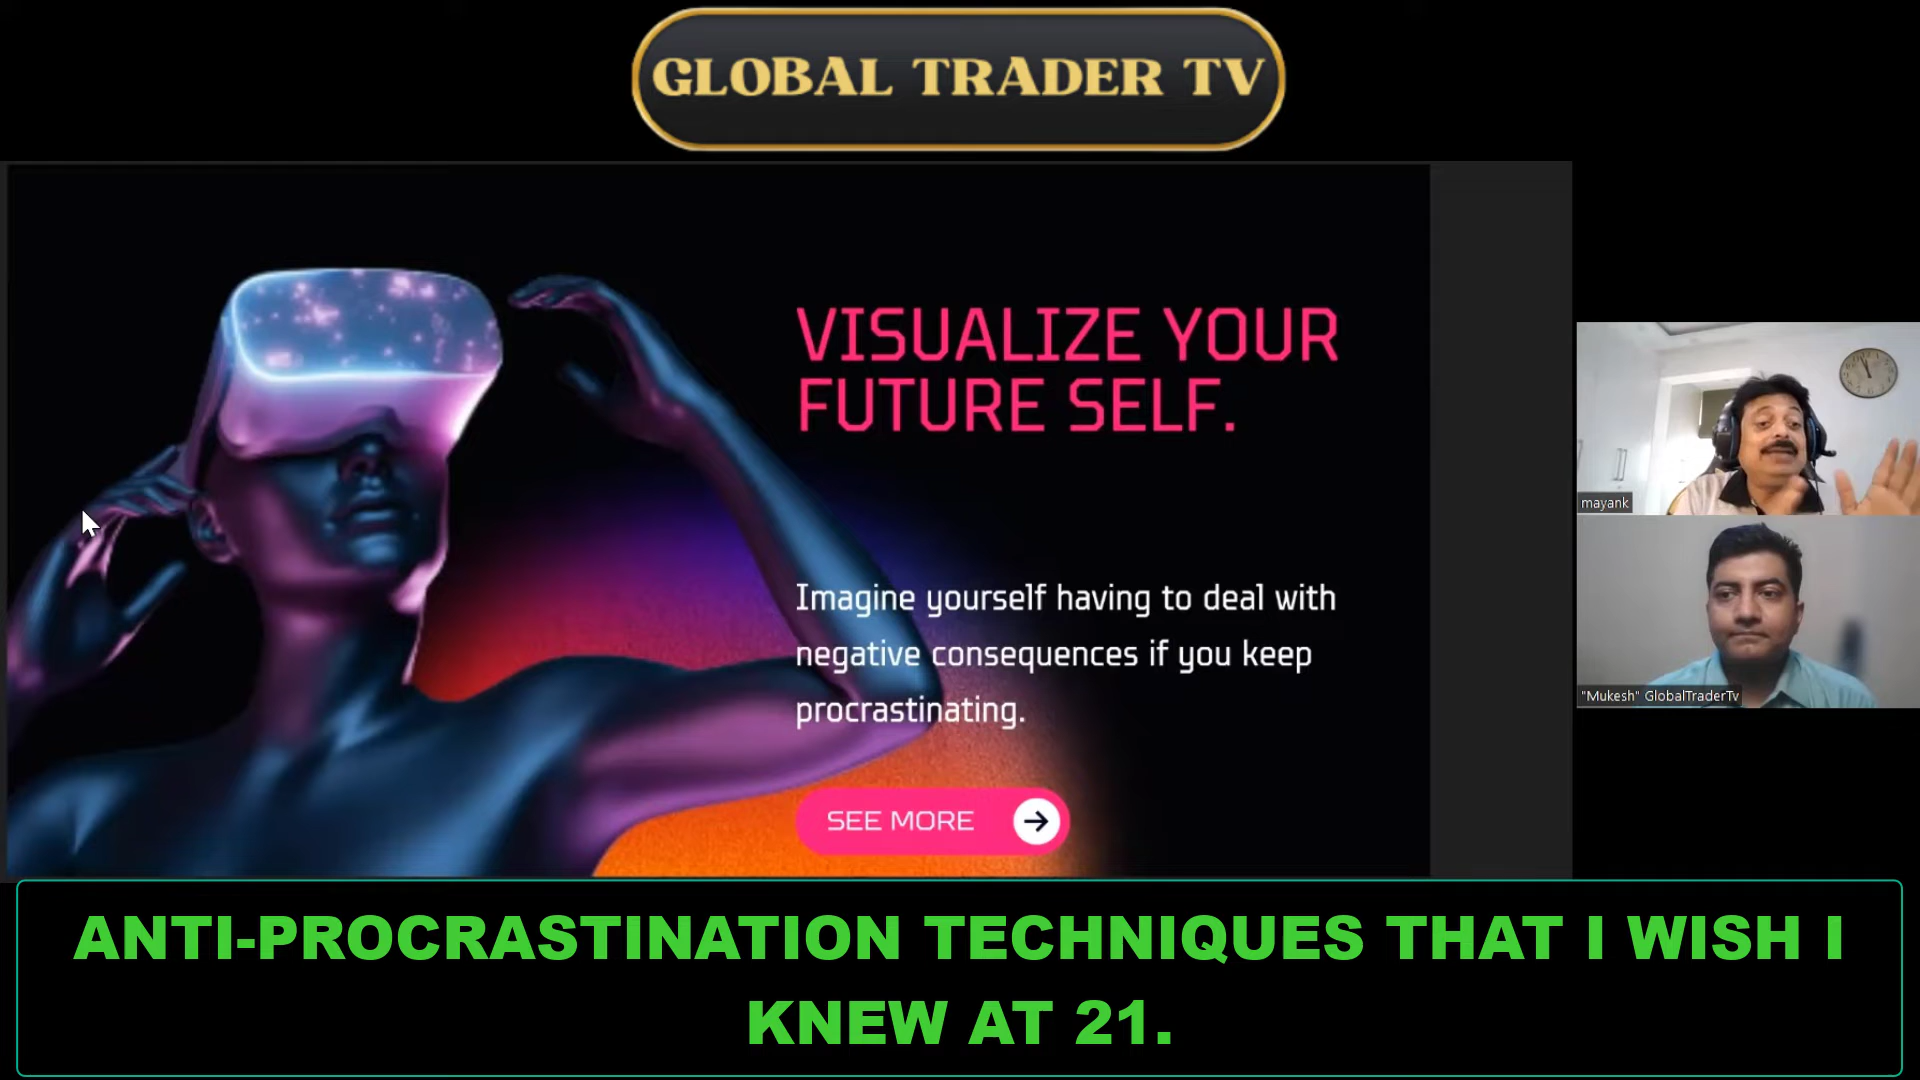 GLOBAL TRADER TV
VISUALIZE YOUR
FUTURE SELF.
Imagine yourself having to deal with
negative consequences if you keep
procrastinating.
SEE MORE
mayank
"Mukesh" GlobalTraderTv
ANTI-PROCRASTINATION TECHNIQUES THAT I WISH I
KNEW AT 21.